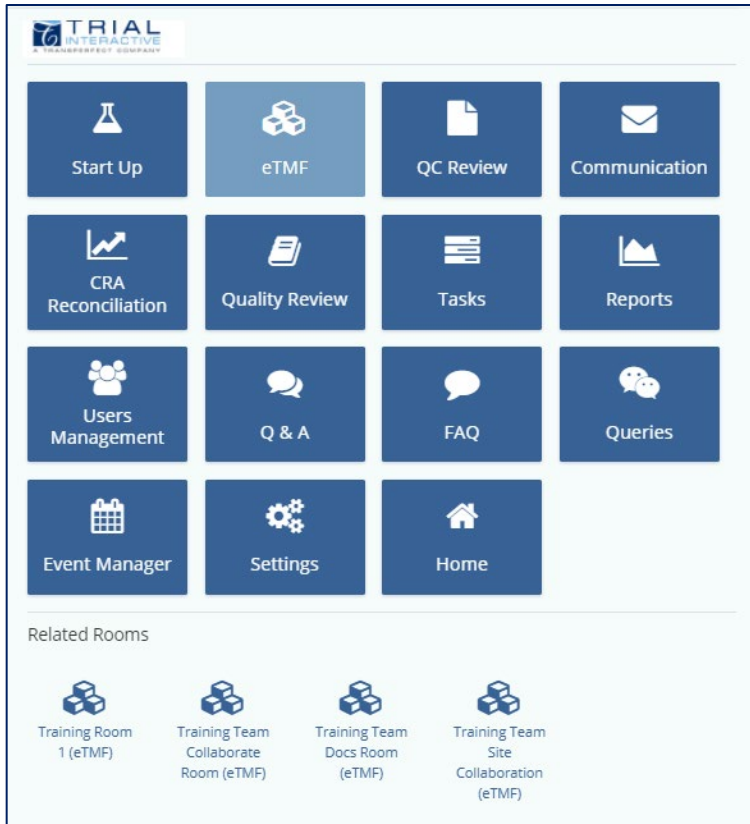 TRIAL
INTERACTIVE
A TRANSPERFECT COMPANY
Start Up
eTMF
QC Review
Communication
CRA
Reconciliation
Quality Review
Tasks
Reports
Users
Management
Q & A
FAQ
Queries
Event Manager
Settings
Home
Related Rooms
Training Room
1 (eTMF)
Training Team
Collaborate
Room (eTMF)
Training Team
Docs Room
(eTMF)
Training Team
Site
Collaboration
(eTMF)